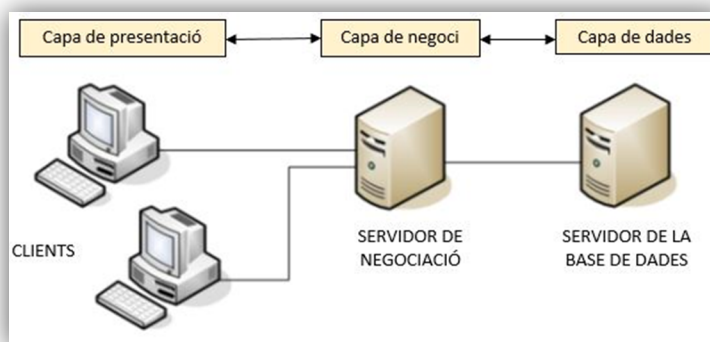 Capa de presentació
Capa de negoci
Capa de dades
CLIENTS
SERVIDOR DE
NEGOCIACIÓ
SERVIDOR DE LA
BASE DE DADES